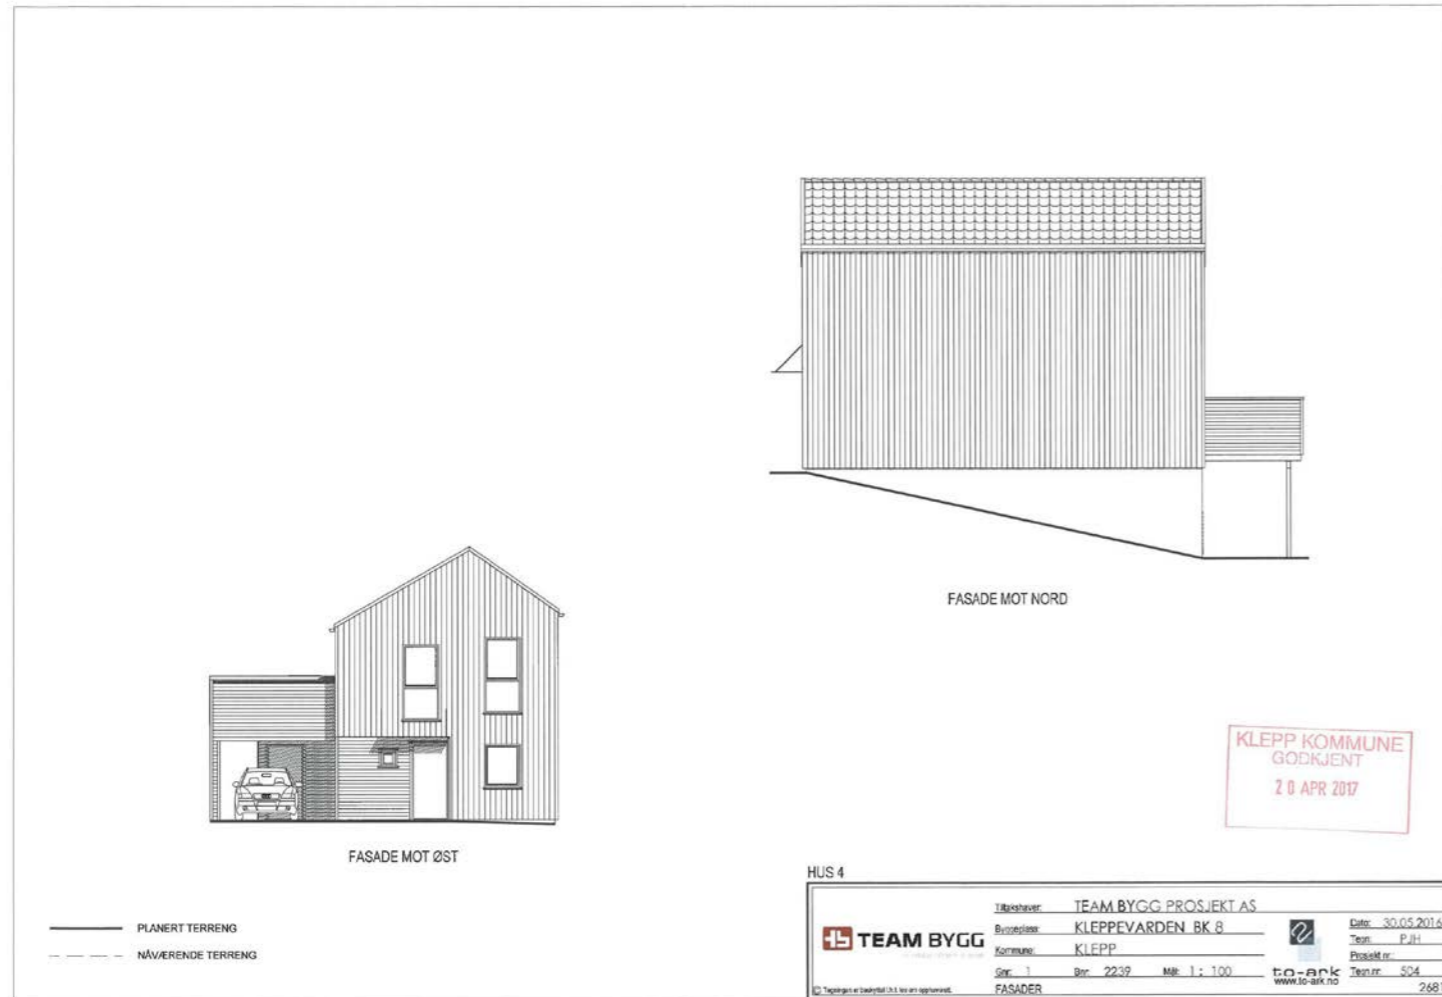 FASADE MOT NORD
KLEPP KOMMUNE
GODKJENT
20 APR 2017
FASADE MOT ØST
HUS 4
PLANERT TERRENG
NÅVÆRENDE TERRENG
TEAM BYGG
Tiltakshaver: TEAM BYGG PROSJEKT AS
Byggeplass: KLEPPEVARDEN BK 8
Kommune: KLEPP
Gnr: 1 Bnr: 2239 Mål: 1 : 100
FASADER
to-ark
www.to-ark.no
Dato: 30.05.2016
Tegn: PJH
Prosjekt nr.:
Tegn.nr: 504
2681